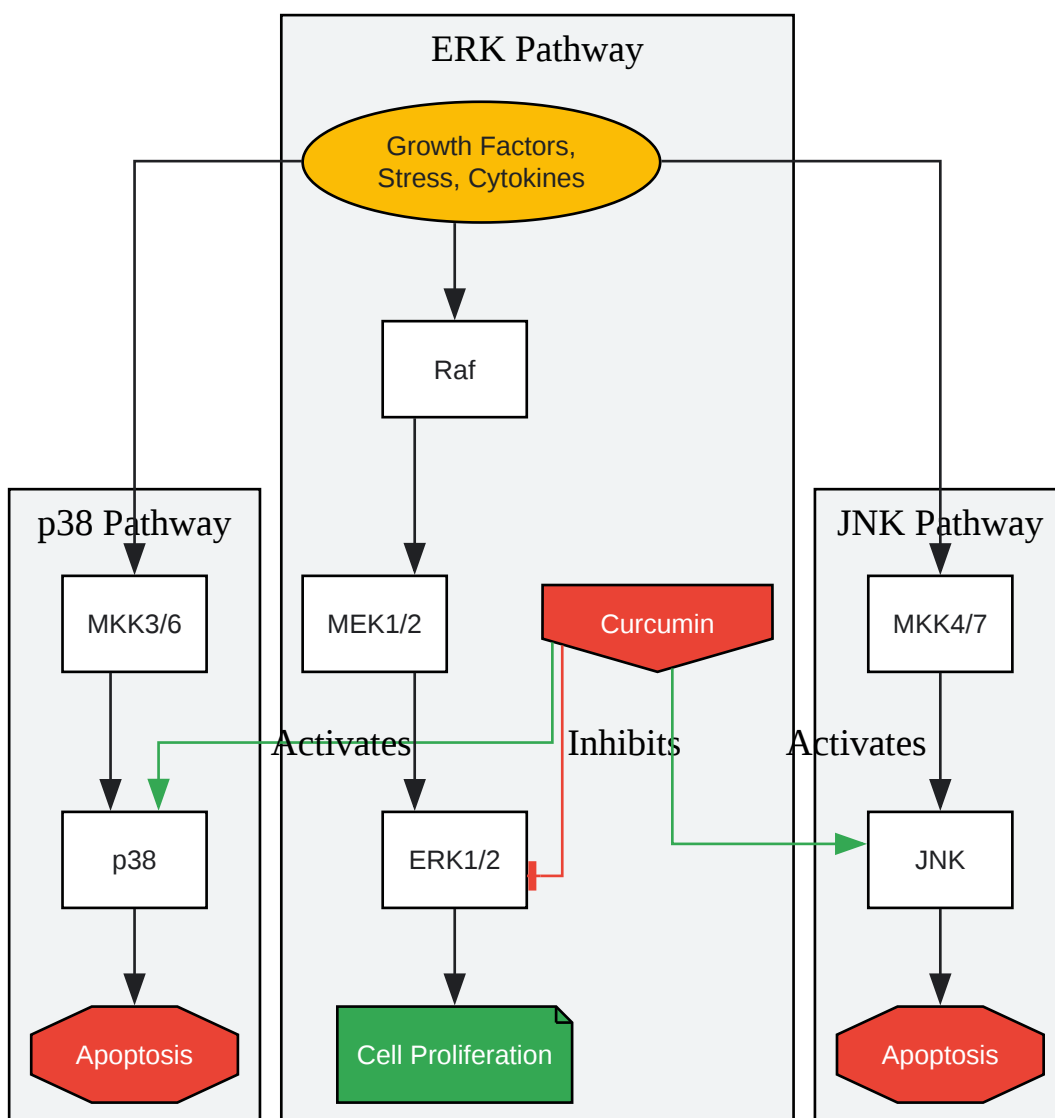 ERK Pathway
Growth Factors,
Stress, Cytokines
Raf
p38 Pathway
JNK Pathway
MKK3/6
MEK1/2
Curcumin
MKK4/7
Activates
Inhibits
Activates
p38
ERK1/2
JNK
Apoptosis
Cell Proliferation
Apoptosis